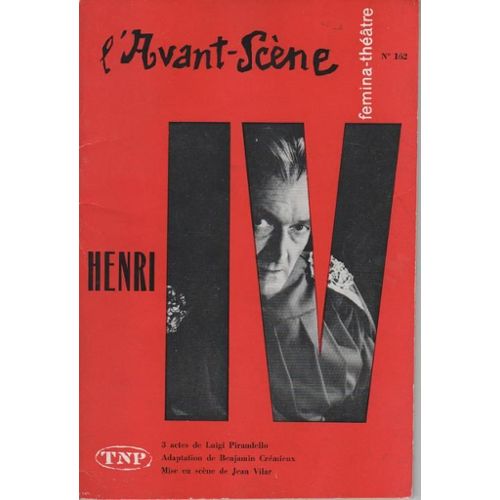 l'Avant-Scène
femina-théâtre
N° 162
HENRI
IV
TNP
3 actes de Luigi Pirandello
Adaptation de Benjamin Crémieux
Mise en scène de Jean Vilar